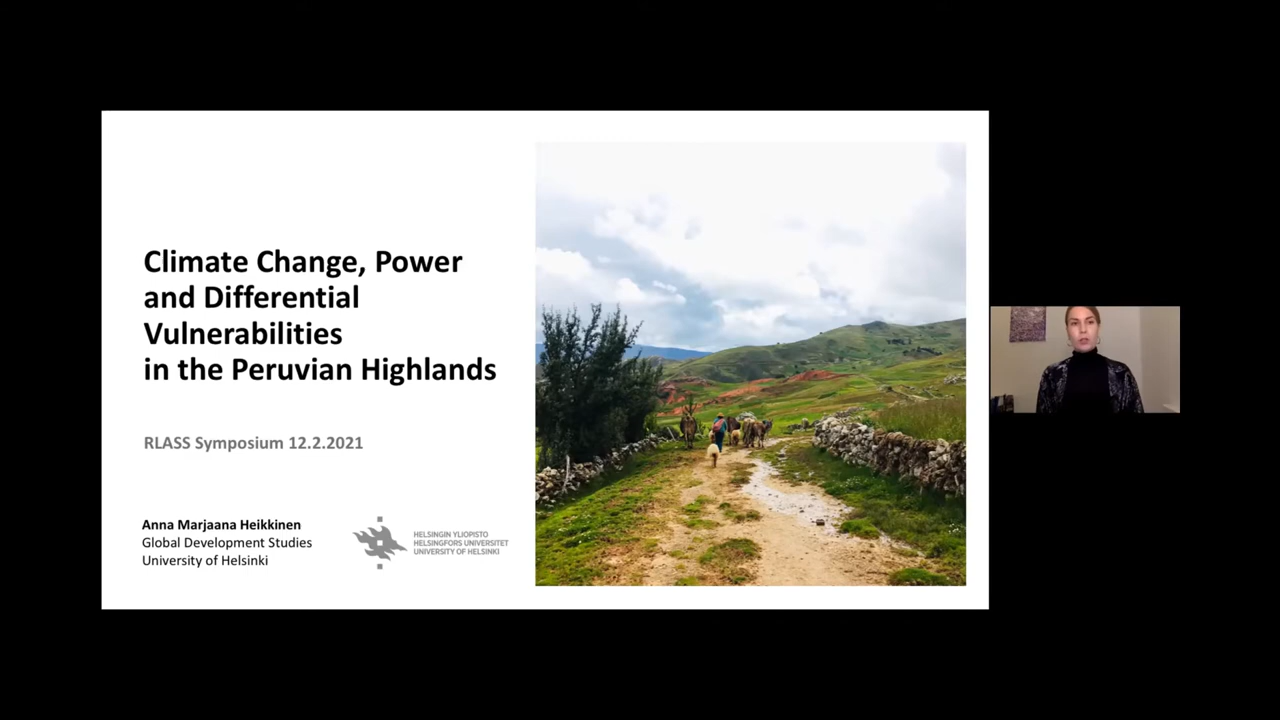 Climate Change, Power
and Differential
Vulnerabilities
in the Peruvian Highlands
RLASS Symposium 12.2.2021
Anna Marjaana Heikkinen
Global Development Studies
University of Helsinki
HELSINGIN YLIOPISTO
HELSINGFORS UNIVERSITET
UNIVERSITY OF HELSINKI